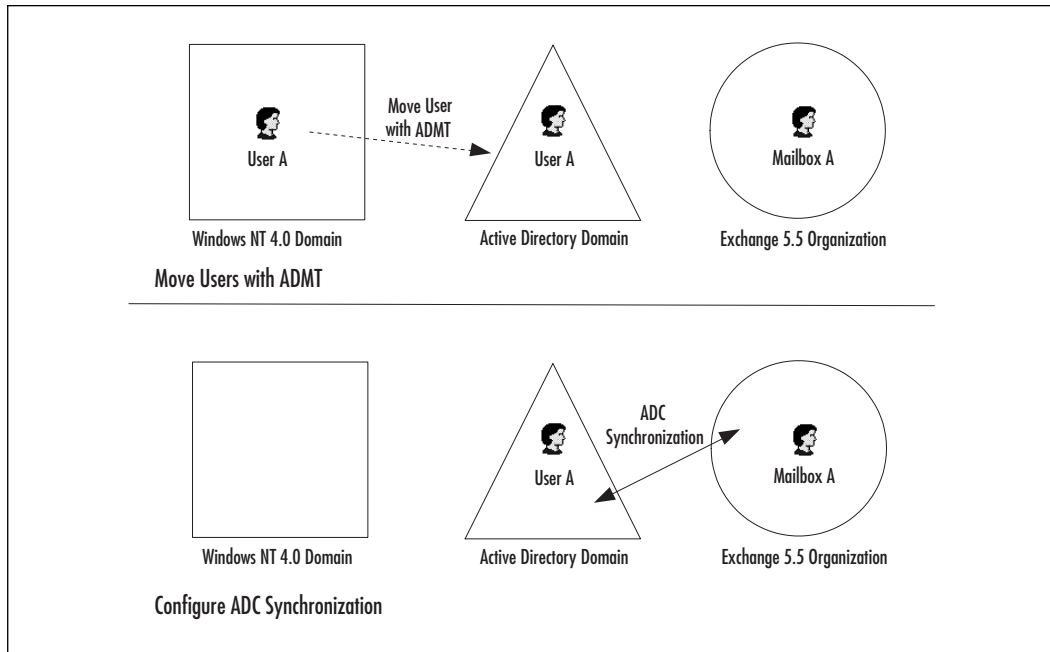 Move User
with ADMT
User A
User A
Mailbox A
Windows NT 4.0 Domain
Active Directory Domain
Exchange 5.5 Organization
Move Users with ADMT
ADC
Synchronization
User A
Mailbox A
Windows NT 4.0 Domain
Active Directory Domain
Exchange 5.5 Organization
Configure ADC Synchronization